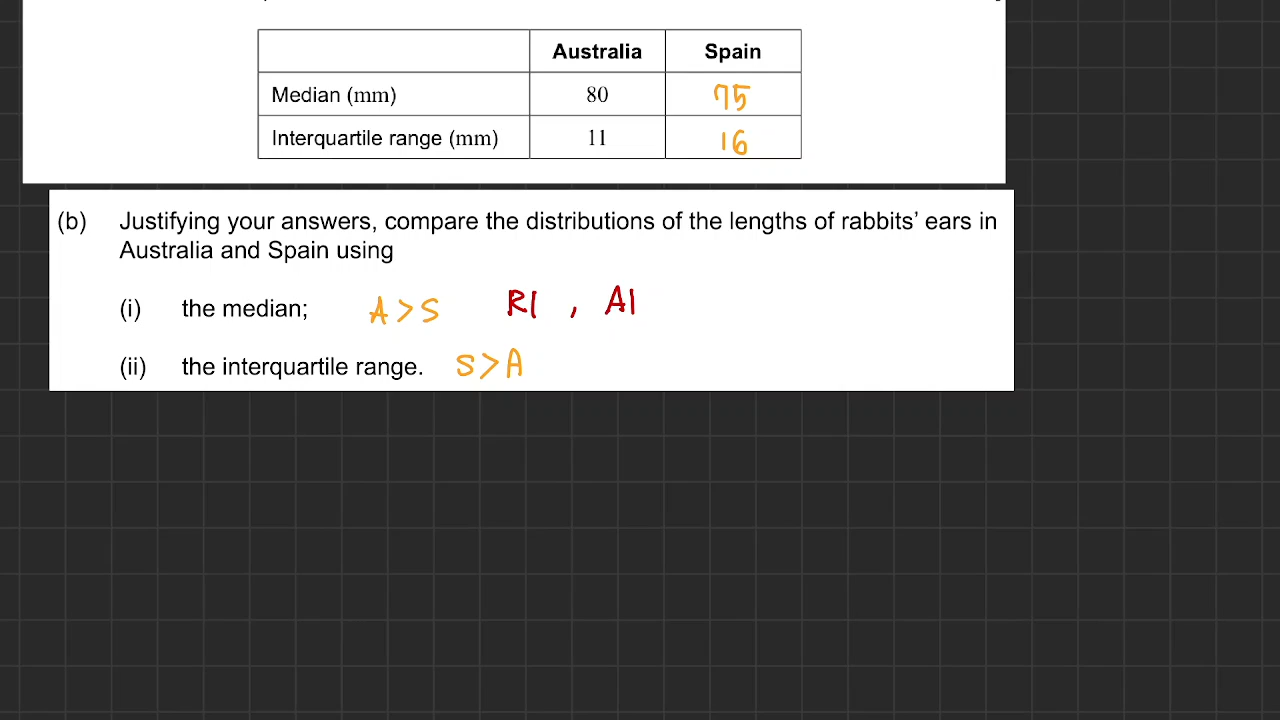 Australia Spain
Median (mm) 80 75
Interquartile range (mm) 11 16
(b) Justifying your answers, compare the distributions of the lengths of rabbits’ ears in
Australia and Spain using
(i) the median; A > S R1 , A1
(ii) the interquartile range. S > A